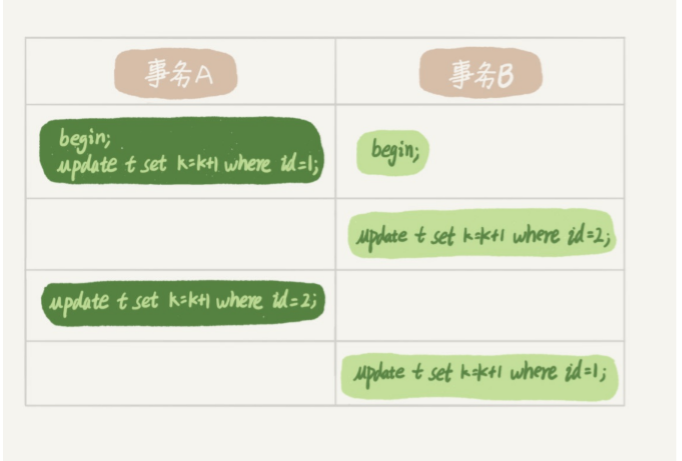 事务A
事务B
begin;
update t set k=k+1 where id=1;
begin;
update t set k=k+1 where id=2;
update t set k=k+1 where id=2;
update t set k=k+1 where id=1;